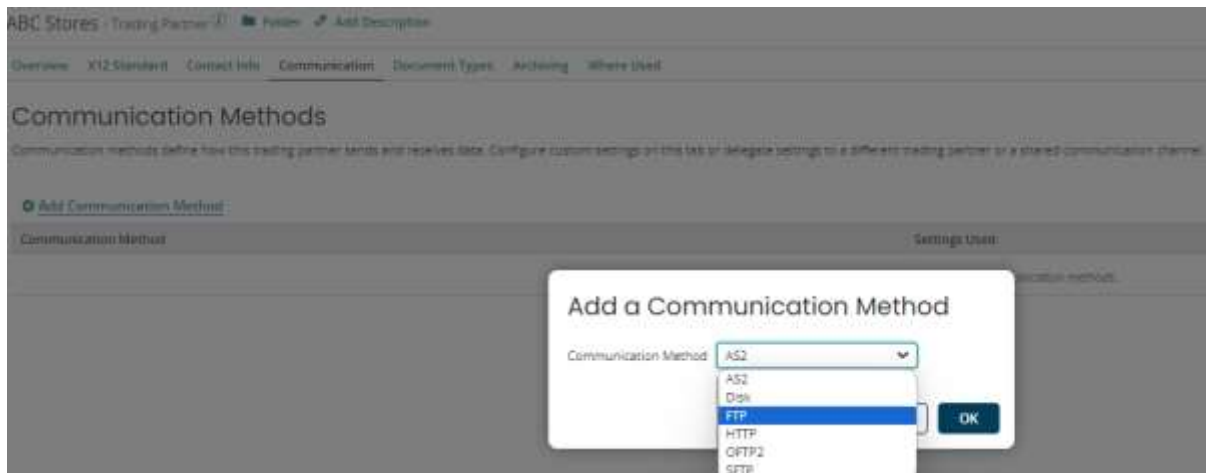 ABC Stores - Trading Partner Folder Add Description
Overview X12 Standard Contact Info Communication Document Types Archiving Where Used
Communication Methods
Communication methods define how this trading partner sends and receives data. Configure custom settings on this tab or delegate settings to a different trading partner or a shared communication channel.
Add Communication Method
Communication Method Settings Used
communication methods.
Add a Communication Method
Communication Method AS2
AS2
Disk
FTP
OK
HTTP
OFTP2
SFTP